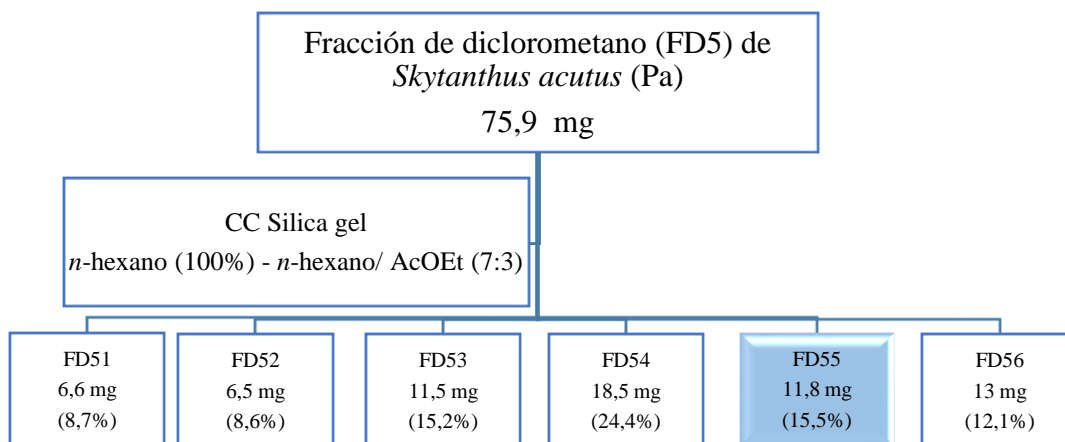 Fracción de diclorometano (FD5) de
Skytanthus acutus (Pa)
75,9 mg
CC Silica gel
n-hexano (100%) - n-hexano/ AcOEt (7:3)
FD51
6,6 mg
(8,7%)
FD52
6,5 mg
(8,6%)
FD53
11,5 mg
(15,2%)
FD54
18,5 mg
(24,4%)
FD55
11,8 mg
(15,5%)
FD56
13 mg
(12,1%)